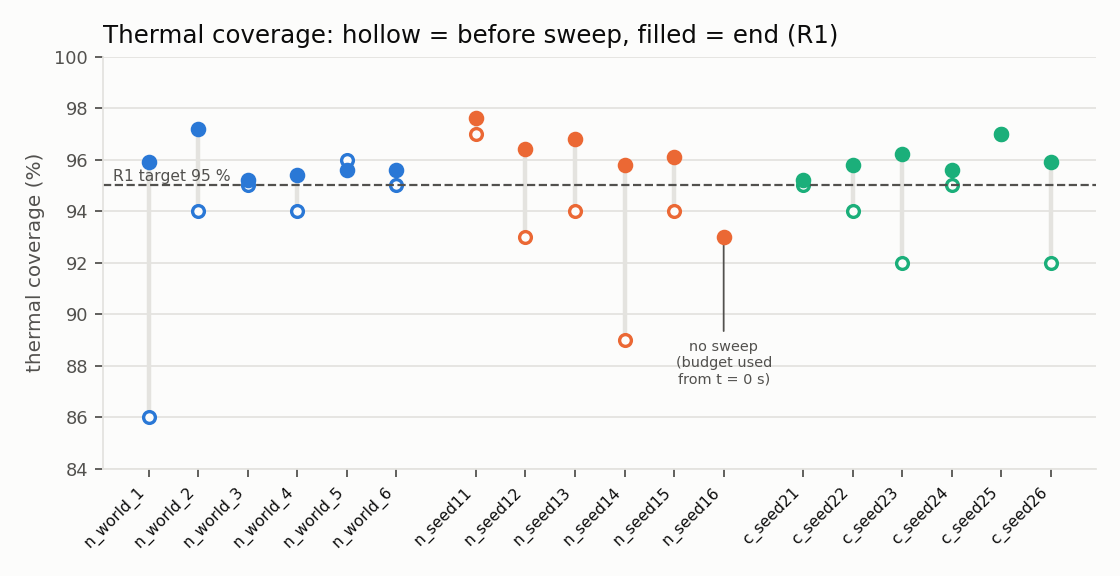 Thermal coverage: hollow = before sweep, filled = end (R1)
thermal coverage (%)
100
98
96
94
92
90
88
86
84
R1 target 95 %
no sweep
(budget used
from t = 0 s)
n_world_1
n_world_2
n_world_3
n_world_4
n_world_5
n_world_6
n_seed11
n_seed12
n_seed13
n_seed14
n_seed15
n_seed16
c_seed21
c_seed22
c_seed23
c_seed24
c_seed25
c_seed26